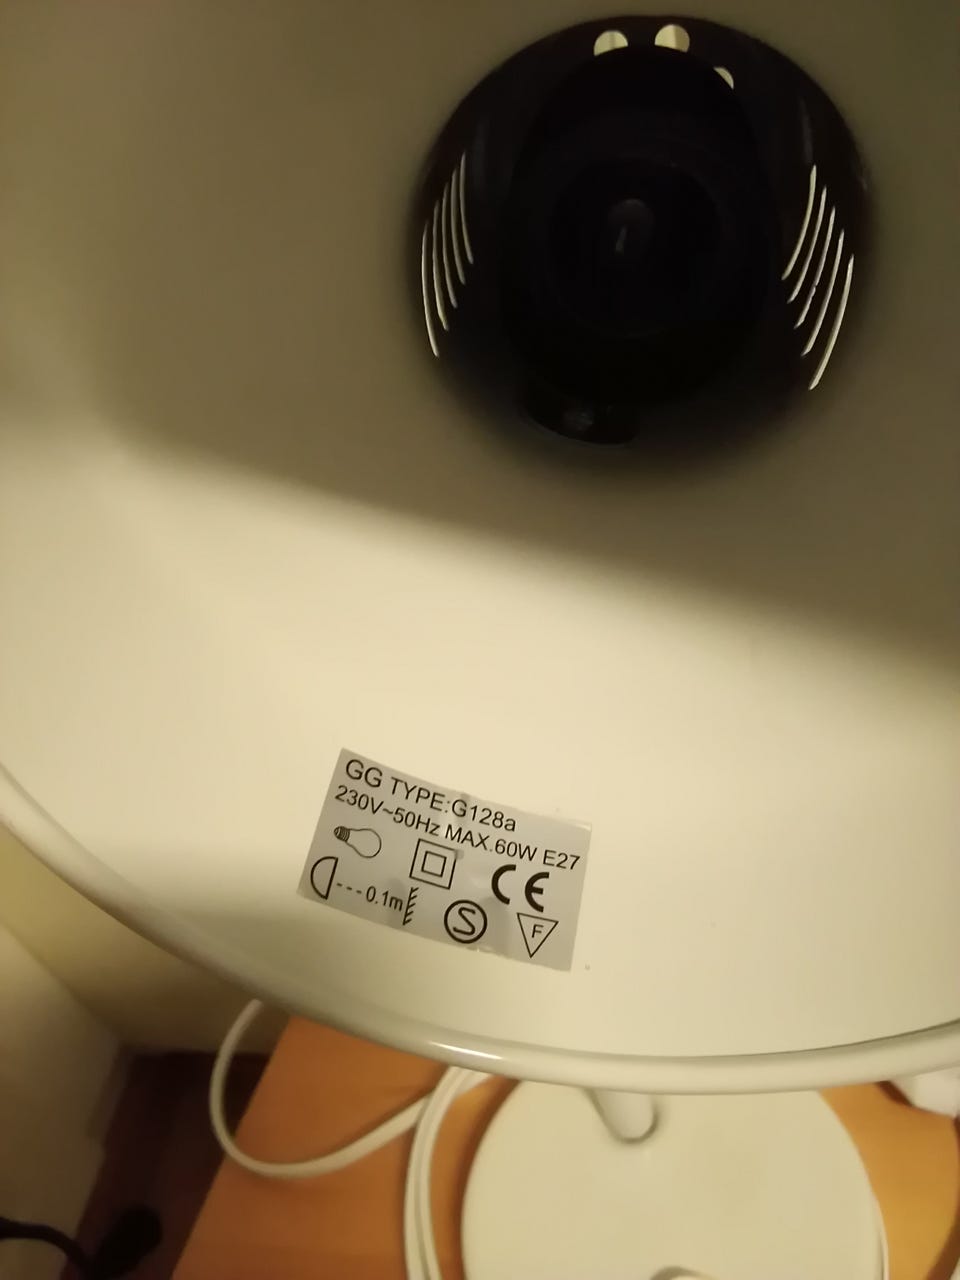 GG TYPE:G128a
230V~50Hz MAX.60W E27
CE
0.1m
S
F